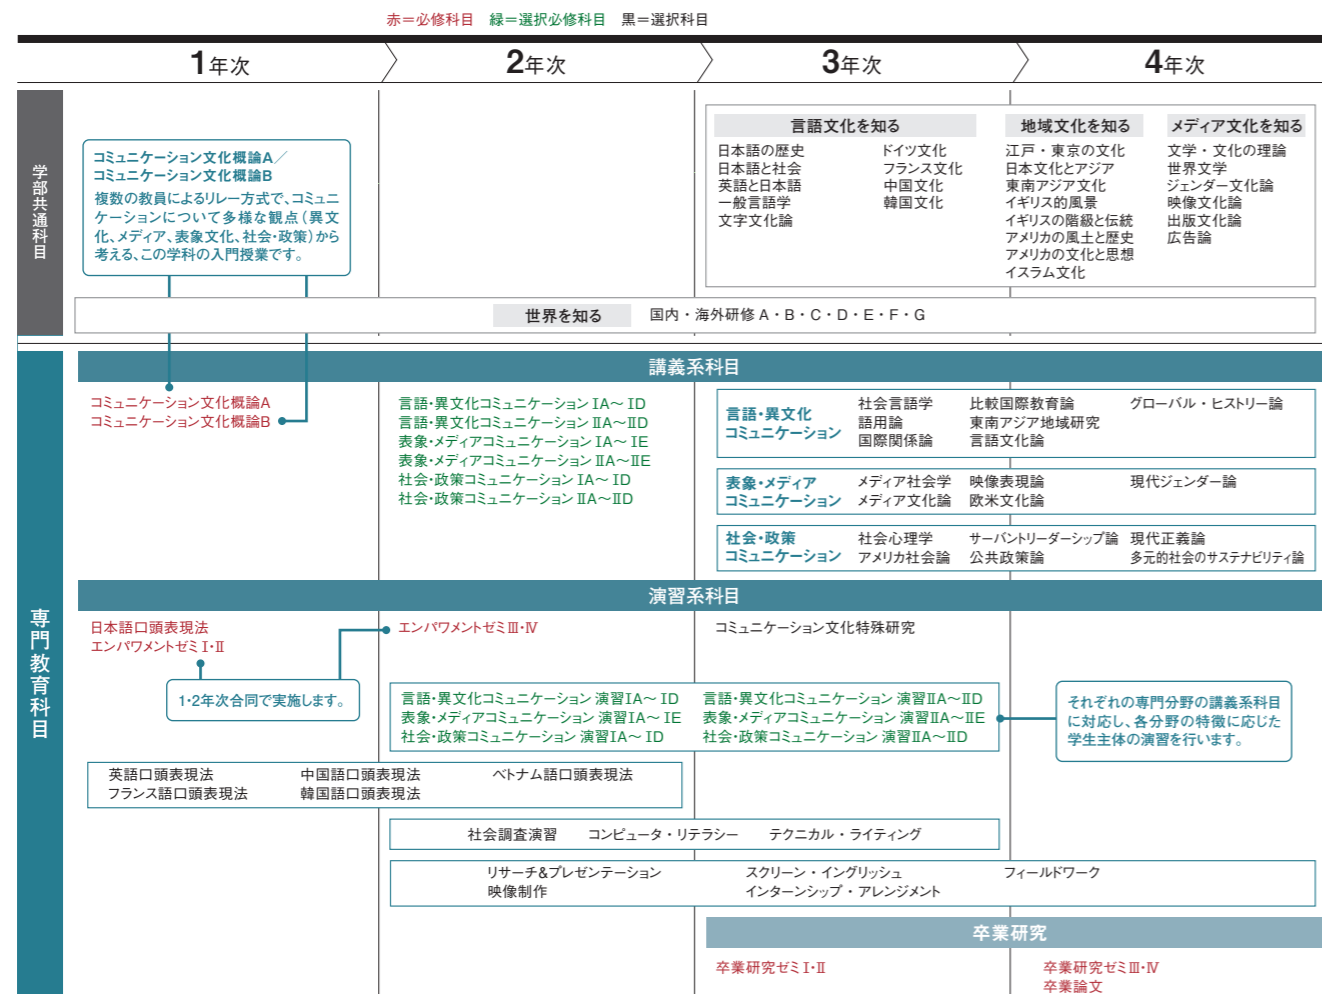 赤＝必修科目　緑＝選択必修科目　黒＝選択科目
1年次
2年次
3年次
4年次
学部共通科目
コミュニケーション文化概論A／
コミュニケーション文化概論B
複数の教員によるリレー方式で、コミュニ
ケーションについて多様な観点（異文
化、メディア、表象文化、社会・政策）から
考える、この学科の入門授業です。
言語文化を知る
日本語の歴史
日本語と社会
英語と日本語
一般言語学
文字文化論
ドイツ文化
フランス文化
中国文化
韓国文化
地域文化を知る
江戸・東京の文化
日本文化とアジア
東南アジア文化
イギリス的風景
イギリスの階級と伝統
アメリカの風土と歴史
アメリカの文化と思想
イスラム文化
メディア文化を知る
文学・文化の理論
世界文学
ジェンダー文化論
映像文化論
出版文化論
広告論
世界を知る
国内・海外研修 A・B・C・D・E・F・G
専門教育科目
講義系科目
コミュニケーション文化概論A
コミュニケーション文化概論B
言語・異文化コミュニケーション ⅠA～ ⅠD
言語・異文化コミュニケーション ⅡA～ⅡD
表象・メディアコミュニケーション ⅠA～ ⅠE
表象・メディアコミュニケーション ⅡA～ⅡE
社会・政策コミュニケーション ⅠA～ ⅠD
社会・政策コミュニケーション ⅡA～ⅡD
言語・異文化
コミュニケーション
社会言語学
語用論
国際関係論
比較国際教育論
東南アジア地域研究
言語文化論
グローバル・ヒストリー論
表象・メディア
コミュニケーション
メディア社会学
メディア文化論
映像表現論
欧米文化論
現代ジェンダー論
社会・政策
コミュニケーション
社会心理学
アメリカ社会論
サーバントリーダーシップ論
公共政策論
現代正義論
多元的社会のサステナビリティ論
演習系科目
日本語口頭表現法
エンパワメントゼミ Ⅰ・Ⅱ
エンパワメントゼミ Ⅲ・Ⅳ
コミュニケーション文化特殊研究
1・2年次合同で実施します。
言語・異文化コミュニケーション 演習ⅠA～ ⅠD
表象・メディアコミュニケーション 演習ⅠA～ ⅠE
社会・政策コミュニケーション 演習ⅠA～ ⅠD
言語・異文化コミュニケーション 演習ⅡA～ⅡD
表象・メディアコミュニケーション 演習ⅡA～ⅡE
社会・政策コミュニケーション 演習ⅡA～ⅡD
それぞれの専門分野の講義系科目
に対応し、各分野の特徴に応じた
学生主体の演習を行います。
英語口頭表現法
フランス語口頭表現法
中国語口頭表現法
韓国語口頭表現法
ベトナム語口頭表現法
社会調査演習　コンピュータ・リテラシー　テクニカル・ライティング
リサーチ&プレゼンテーション
映像制作
スクリーン・イングリッシュ
インターンシップ・アレンジメント
フィールドワーク
卒業研究
卒業研究ゼミ Ⅰ・Ⅱ
卒業研究ゼミ Ⅲ・Ⅳ
卒業論文